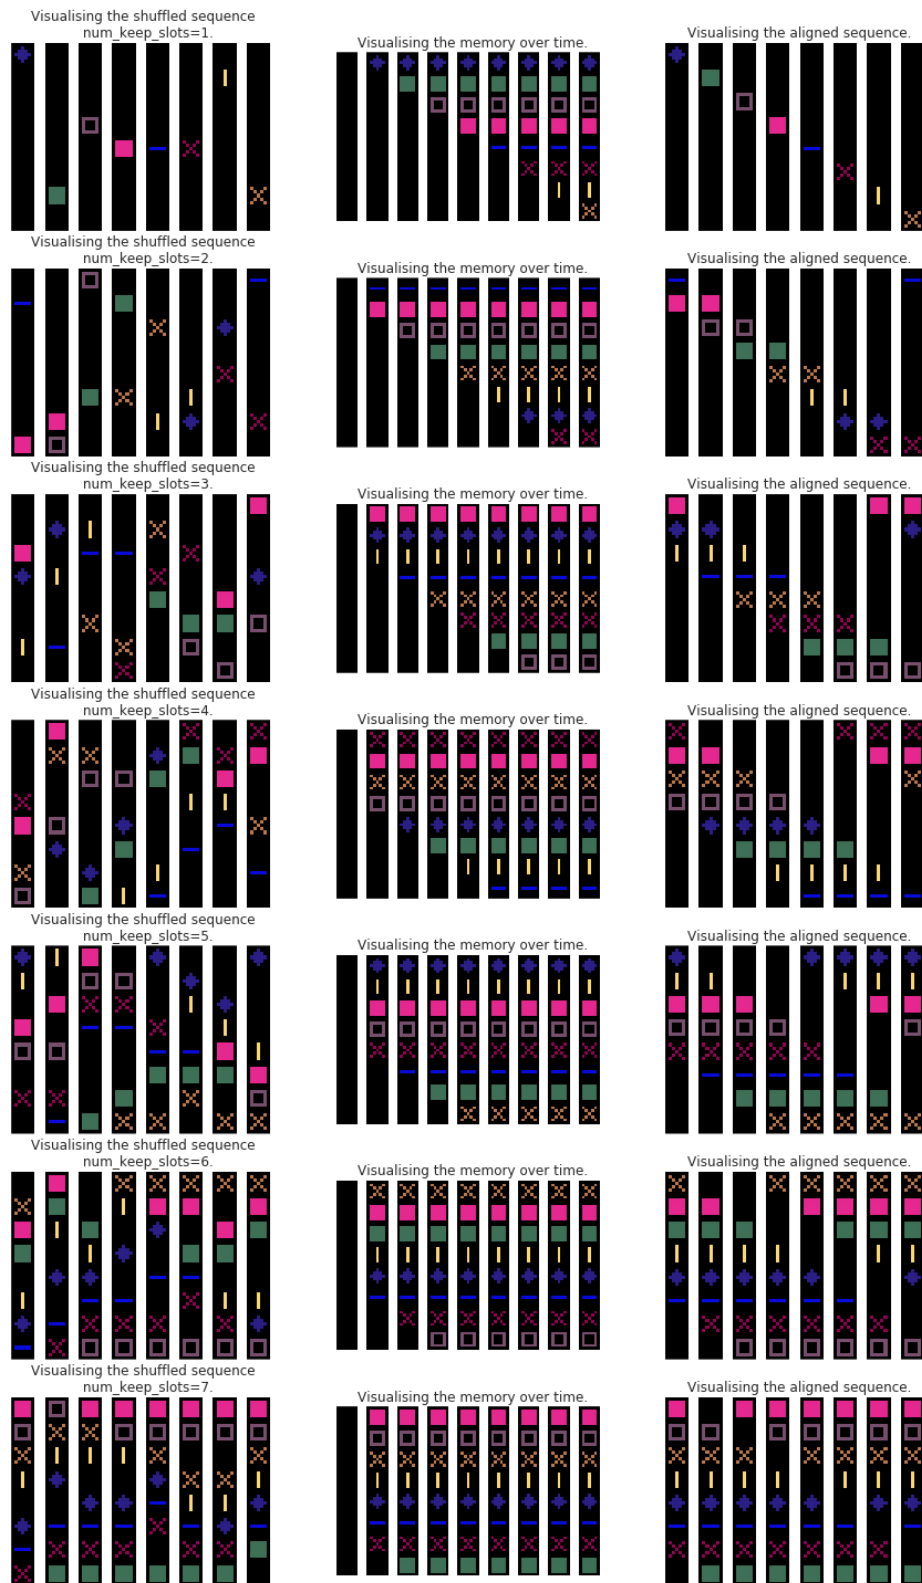 Visualising the shuffled sequence
num_keep_slots=1.
Visualising the memory over time.
Visualising the aligned sequence.
Visualising the shuffled sequence
num_keep_slots=2.
Visualising the memory over time.
Visualising the aligned sequence.
Visualising the shuffled sequence
num_keep_slots=3.
Visualising the memory over time.
Visualising the aligned sequence.
Visualising the shuffled sequence
num_keep_slots=4.
Visualising the memory over time.
Visualising the aligned sequence.
Visualising the shuffled sequence
num_keep_slots=5.
Visualising the memory over time.
Visualising the aligned sequence.
Visualising the shuffled sequence
num_keep_slots=6.
Visualising the memory over time.
Visualising the aligned sequence.
Visualising the shuffled sequence
num_keep_slots=7.
Visualising the memory over time.
Visualising the aligned sequence.